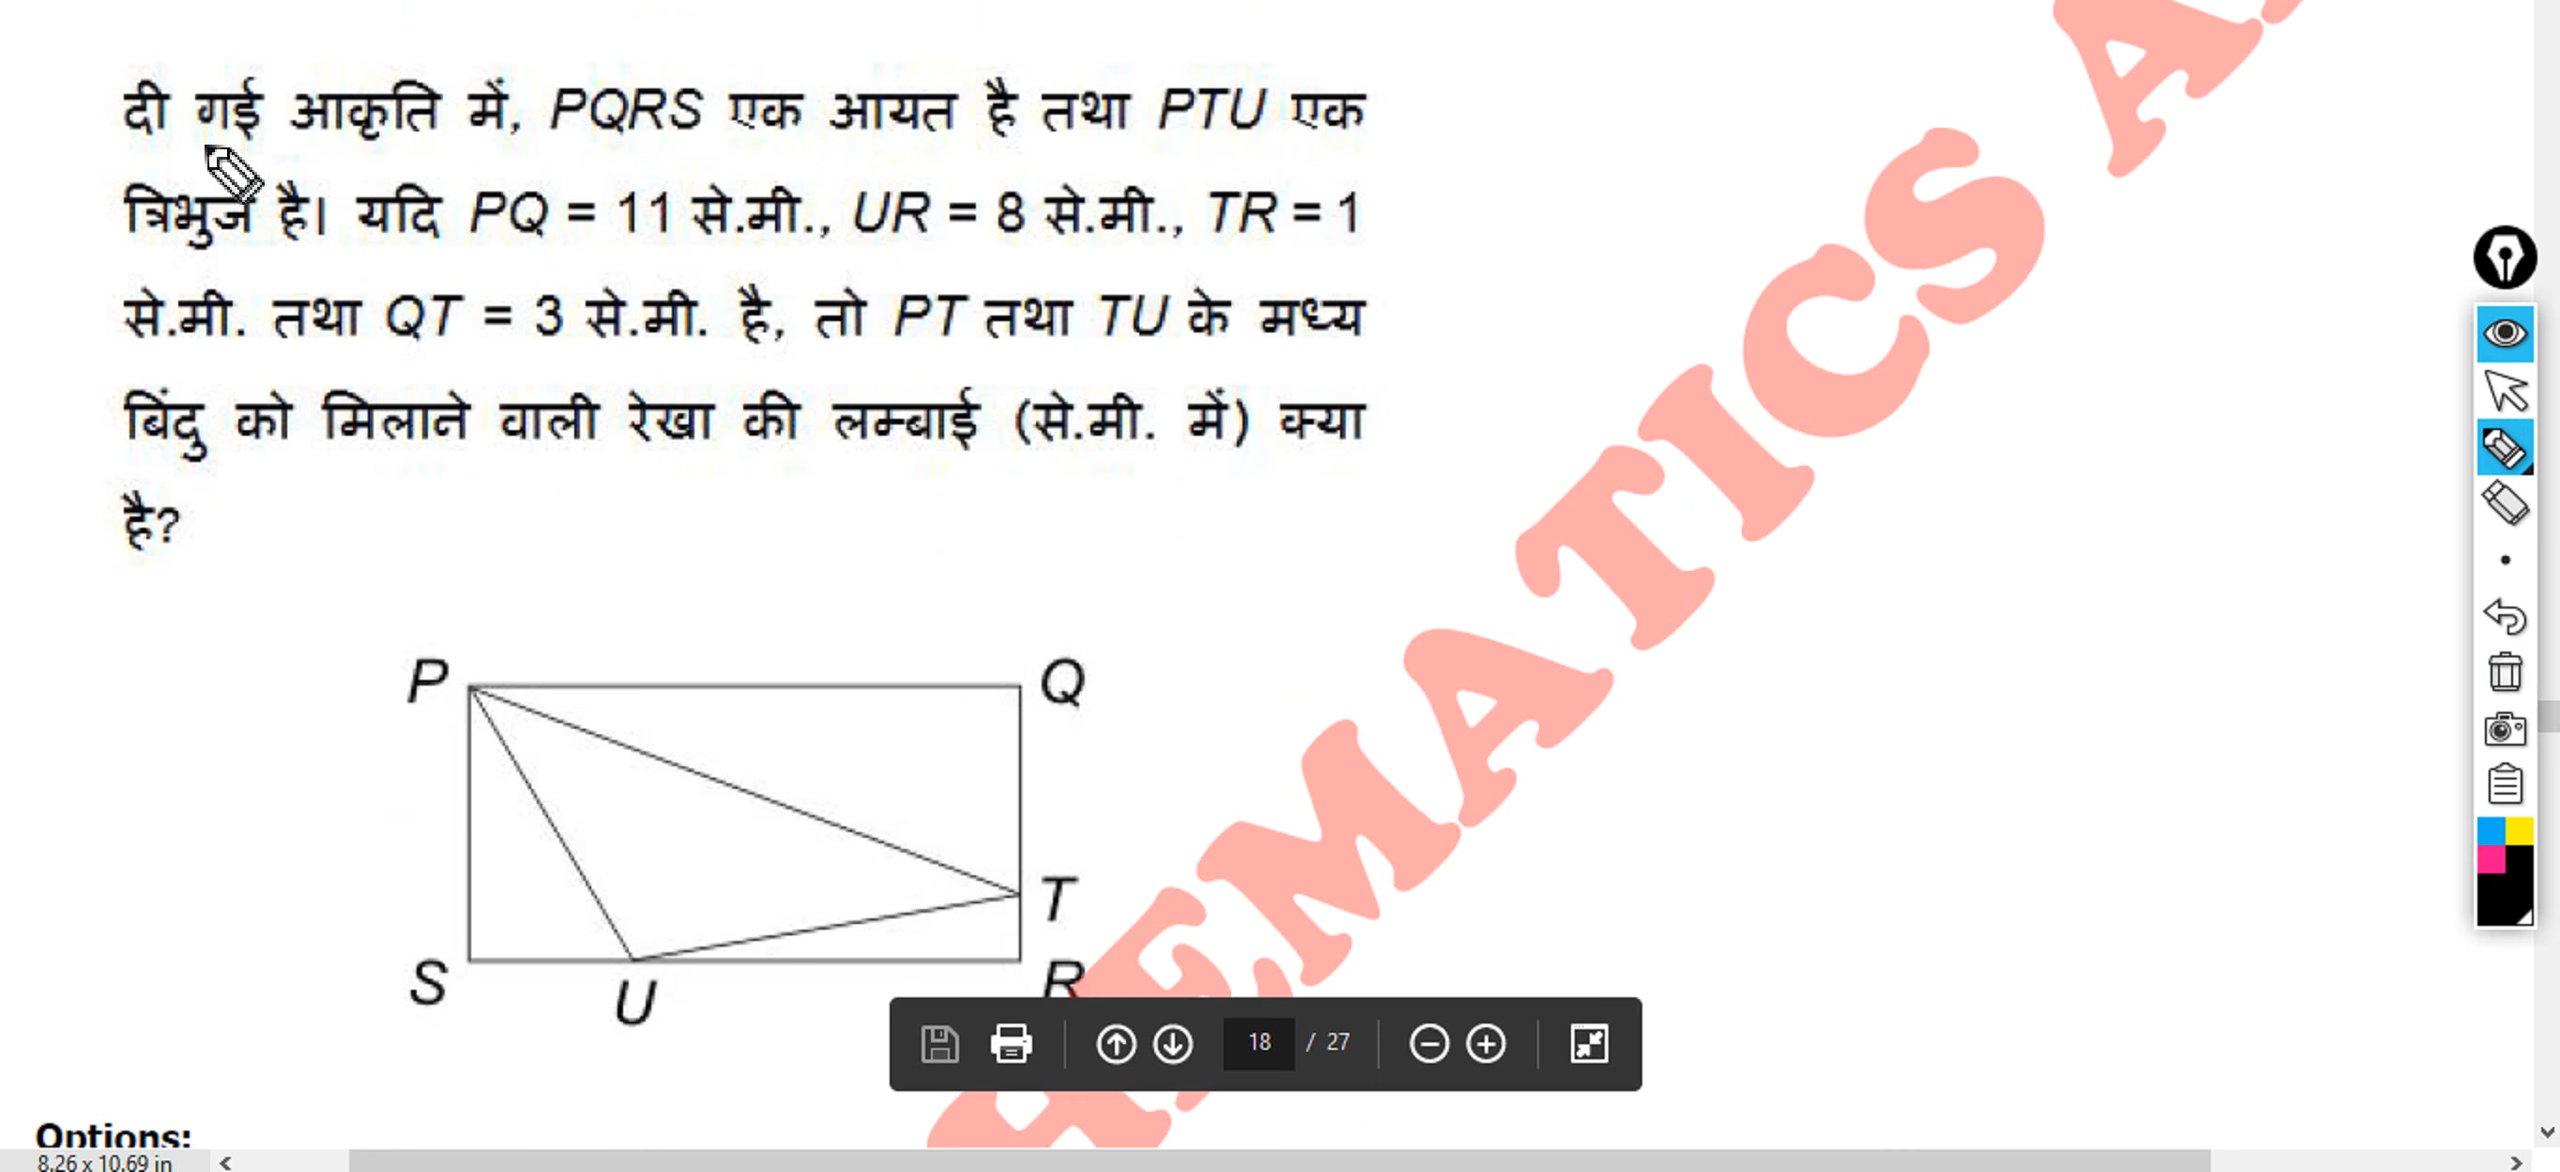 दी गई आकृति में, PQRS एक आयत है तथा PTU एक
त्रिभुज है। यदि PQ = 11 से.मी., UR = 8 से.मी., TR = 1
से.मी. तथा QT = 3 से.मी. है, तो PT तथा TU के मध्य
बिंदु को मिलाने वाली रेखा की लम्बाई (से.मी. में) क्या
है?
P
Q
T
S
U
R
18 / 27
Options:
8.26 x 10.69 in